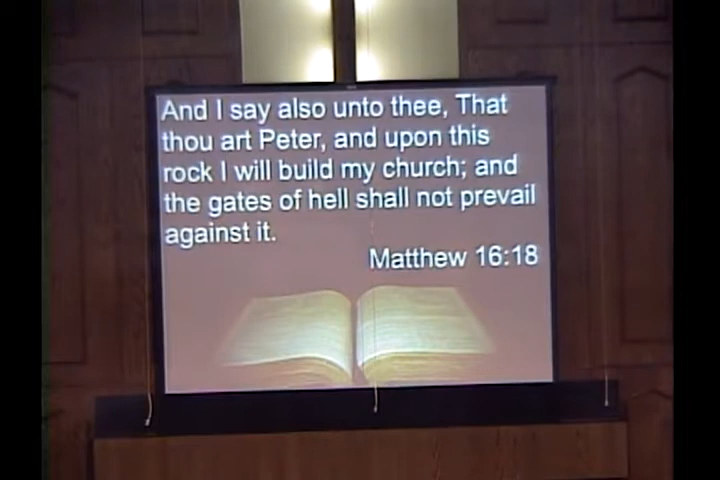 And I say also unto thee, That
thou art Peter, and upon this
rock I will build my church; and
the gates of hell shall not prevail
against it.
Matthew 16:18